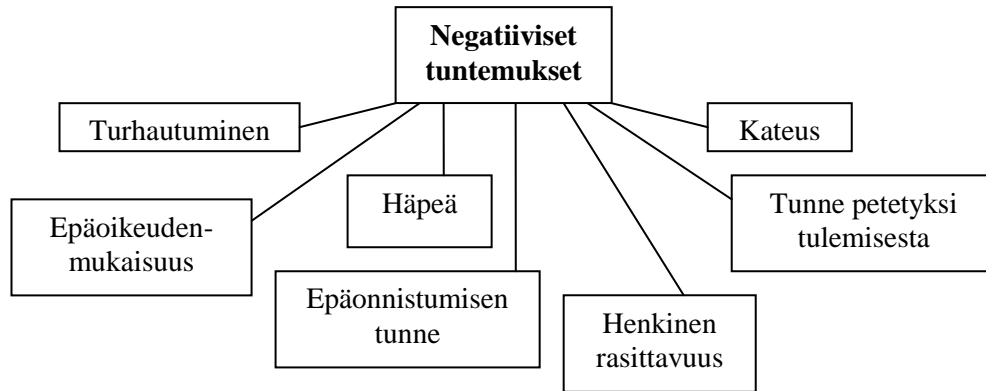 Negatiiviset
tuntemukset
Turhautuminen
Kateus
Häpeä
Tunne petetyksi
tulemisesta
Epäoikeuden-
mukaisuus
Epäonnistumisen
tunne
Henkinen
rasittavuus